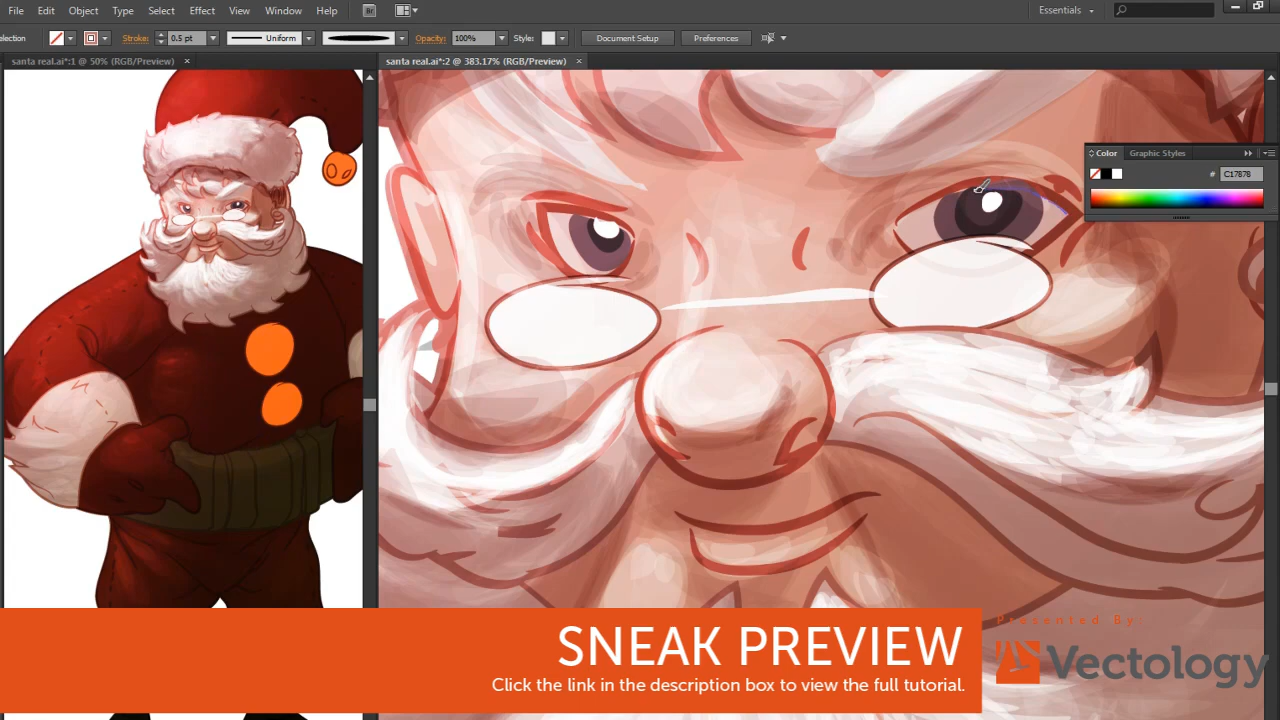 File Edit Object Type Select Effect View Window Help Br Essentials
election Stroke: 0.5 pt Uniform Opacity: 100% Style: Document Setup Preferences
santa real.ai*:1 @ 50% (RGB/Preview) × santa real.ai*:2 @ 383.17% (RGB/Preview) ×
Color Graphic Styles
# C17878
SNEAK PREVIEW
Click the link in the description box to view the full tutorial.
Presented By:
Vectology